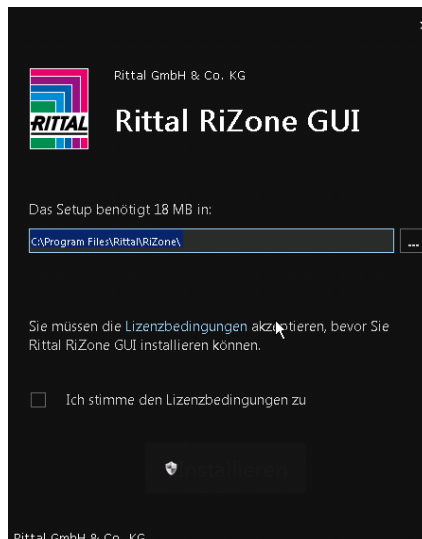 Rittal GmbH & Co. KG
RITTAL
Rittal RiZone GUI
Das Setup benötigt 18 MB in:
C:\Program Files\Rittal\RiZone\
...
Sie müssen die Lizenzbedingungen akzeptieren, bevor Sie
Rittal RiZone GUI installieren können.
Ich stimme den Lizenzbedingungen zu
Installieren
Rittal GmbH & Co. KG